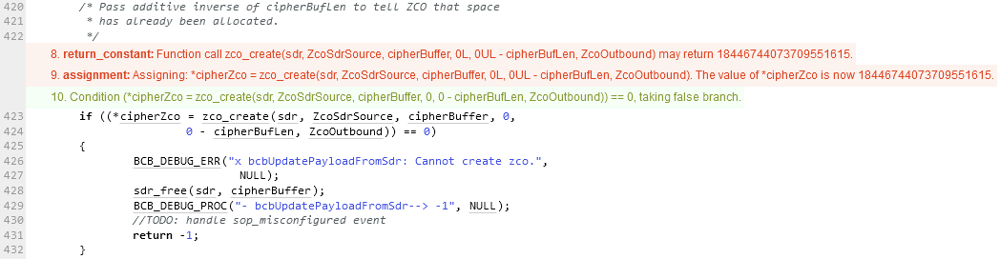 420 /* Pass additive inverse of cipherBufLen to tell ZCO that space
421 * has already been allocated.
422 */
8. return_constant: Function call zco_create(sdr, ZcoSdrSource, cipherBuffer, 0L, 0UL - cipherBufLen, ZcoOutbound) may return 18446744073709551615.
9. assignment: Assigning: *cipherZco = zco_create(sdr, ZcoSdrSource, cipherBuffer, 0L, 0UL - cipherBufLen, ZcoOutbound). The value of *cipherZco is now 18446744073709551615.
10. Condition (*cipherZco = zco_create(sdr, ZcoSdrSource, cipherBuffer, 0, 0 - cipherBufLen, ZcoOutbound)) == 0, taking false branch.
423 if ((*cipherZco = zco_create(sdr, ZcoSdrSource, cipherBuffer, 0,
424 0 - cipherBufLen, ZcoOutbound)) == 0)
425 {
426 BCB_DEBUG_ERR("x bcbUpdatePayloadFromSdr: Cannot create zco.",
427 NULL);
428 sdr_free(sdr, cipherBuffer);
429 BCB_DEBUG_PROC("- bcbUpdatePayloadFromSdr--> -1", NULL);
430 //TODO: handle sop_misconfigured event
431 return -1;
432 }